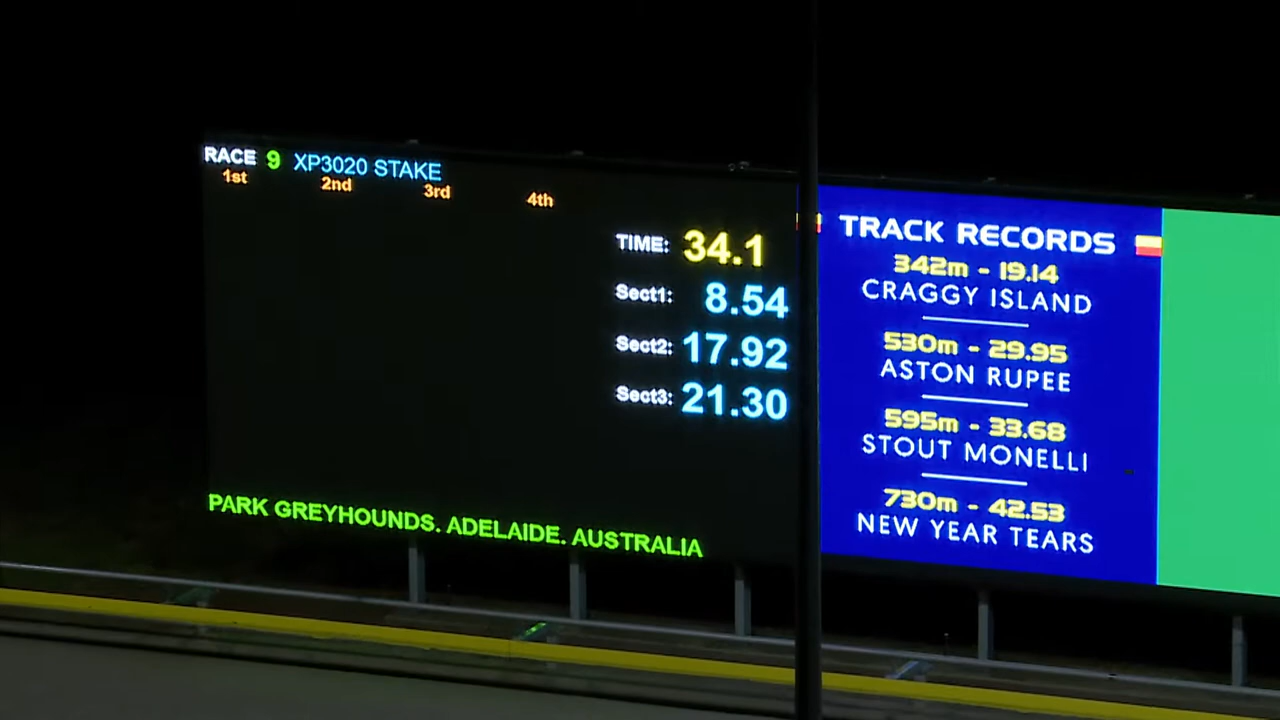 RACE 9 XP3020 STAKE
1st 2nd 3rd 4th
TIME: 34.1
Sect1: 8.54
Sect2: 17.92
Sect3: 21.30
PARK GREYHOUNDS. ADELAIDE. AUSTRALIA
TRACK RECORDS
342m - 19.14
CRAGGY ISLAND
530m - 29.95
ASTON RUPEE
595m - 33.68
STOUT MONELLI
730m - 42.53
NEW YEAR TEARS